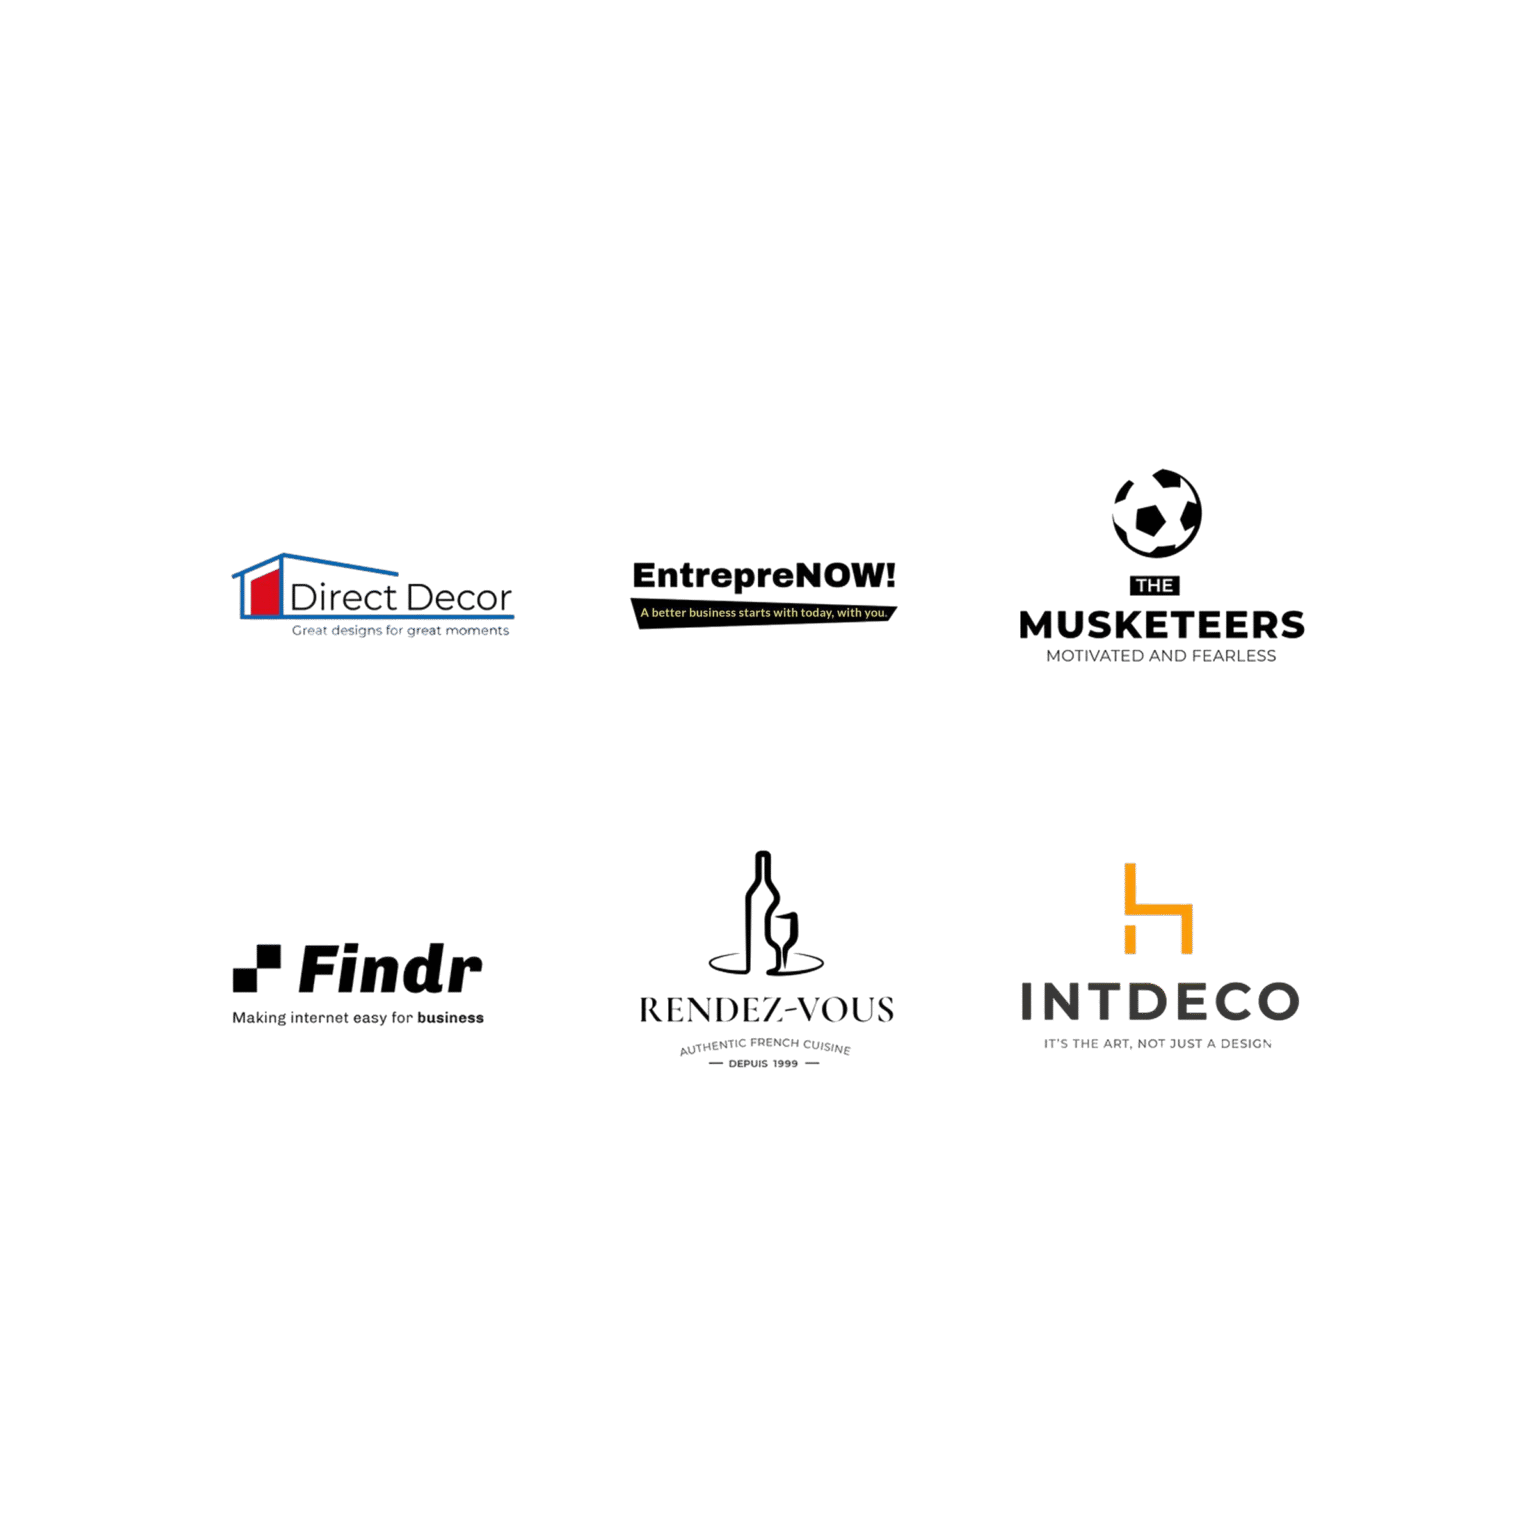 Direct Decor
Great designs for great moments
EntrepreNOW!
A better business starts with today, with you.
THE
MUSKETEERS
MOTIVATED AND FEARLESS
Findr
Making internet easy for business
RENDEZ-VOUS
AUTHENTIC FRENCH CUISINE
DEPUIS 1999
INTDECO
IT'S THE ART, NOT JUST A DESIGN